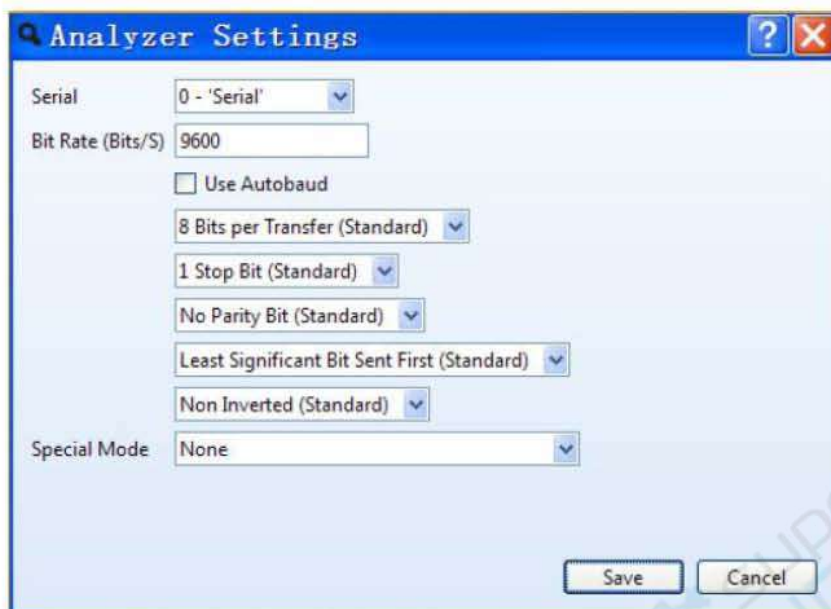 Analyzer Settings
Serial 0 - 'Serial'
Bit Rate (Bits/S) 9600
Use Autobaud
8 Bits per Transfer (Standard)
1 Stop Bit (Standard)
No Parity Bit (Standard)
Least Significant Bit Sent First (Standard)
Non Inverted (Standard)
Special Mode None
Save Cancel